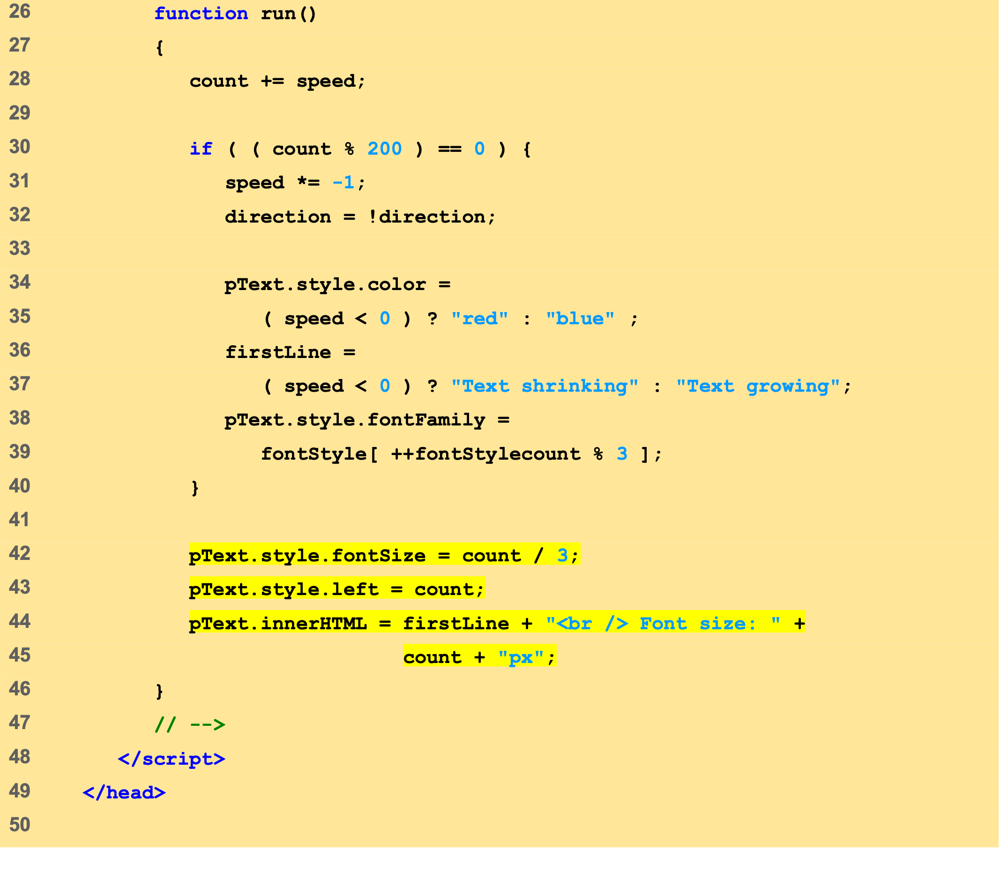 26 function run()
27 {
28 count += speed;
29
30 if ( ( count % 200 ) == 0 ) {
31 speed *= -1;
32 direction = !direction;
33
34 pText.style.color =
35 ( speed < 0 ) ? "red" : "blue" ;
36 firstLine =
37 ( speed < 0 ) ? "Text shrinking" : "Text growing";
38 pText.style.fontFamily =
39 fontStyle[ ++fontStylecount % 3 ];
40 }
41
42 pText.style.fontSize = count / 3;
43 pText.style.left = count;
44 pText.innerHTML = firstLine + "<br /> Font size: " +
45 count + "px";
46 }
47 // -->
48 </script>
49 </head>
50